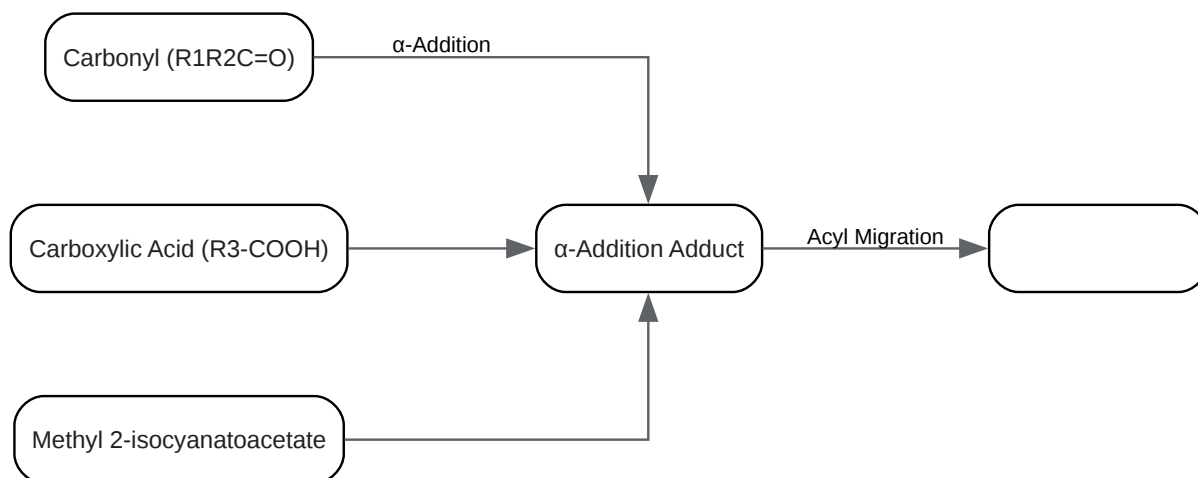 Carbonyl (R1R2C=O)
α-Addition
Carboxylic Acid (R3-COOH)
α-Addition Adduct
Acyl Migration
Methyl 2-isocyanatoacetate